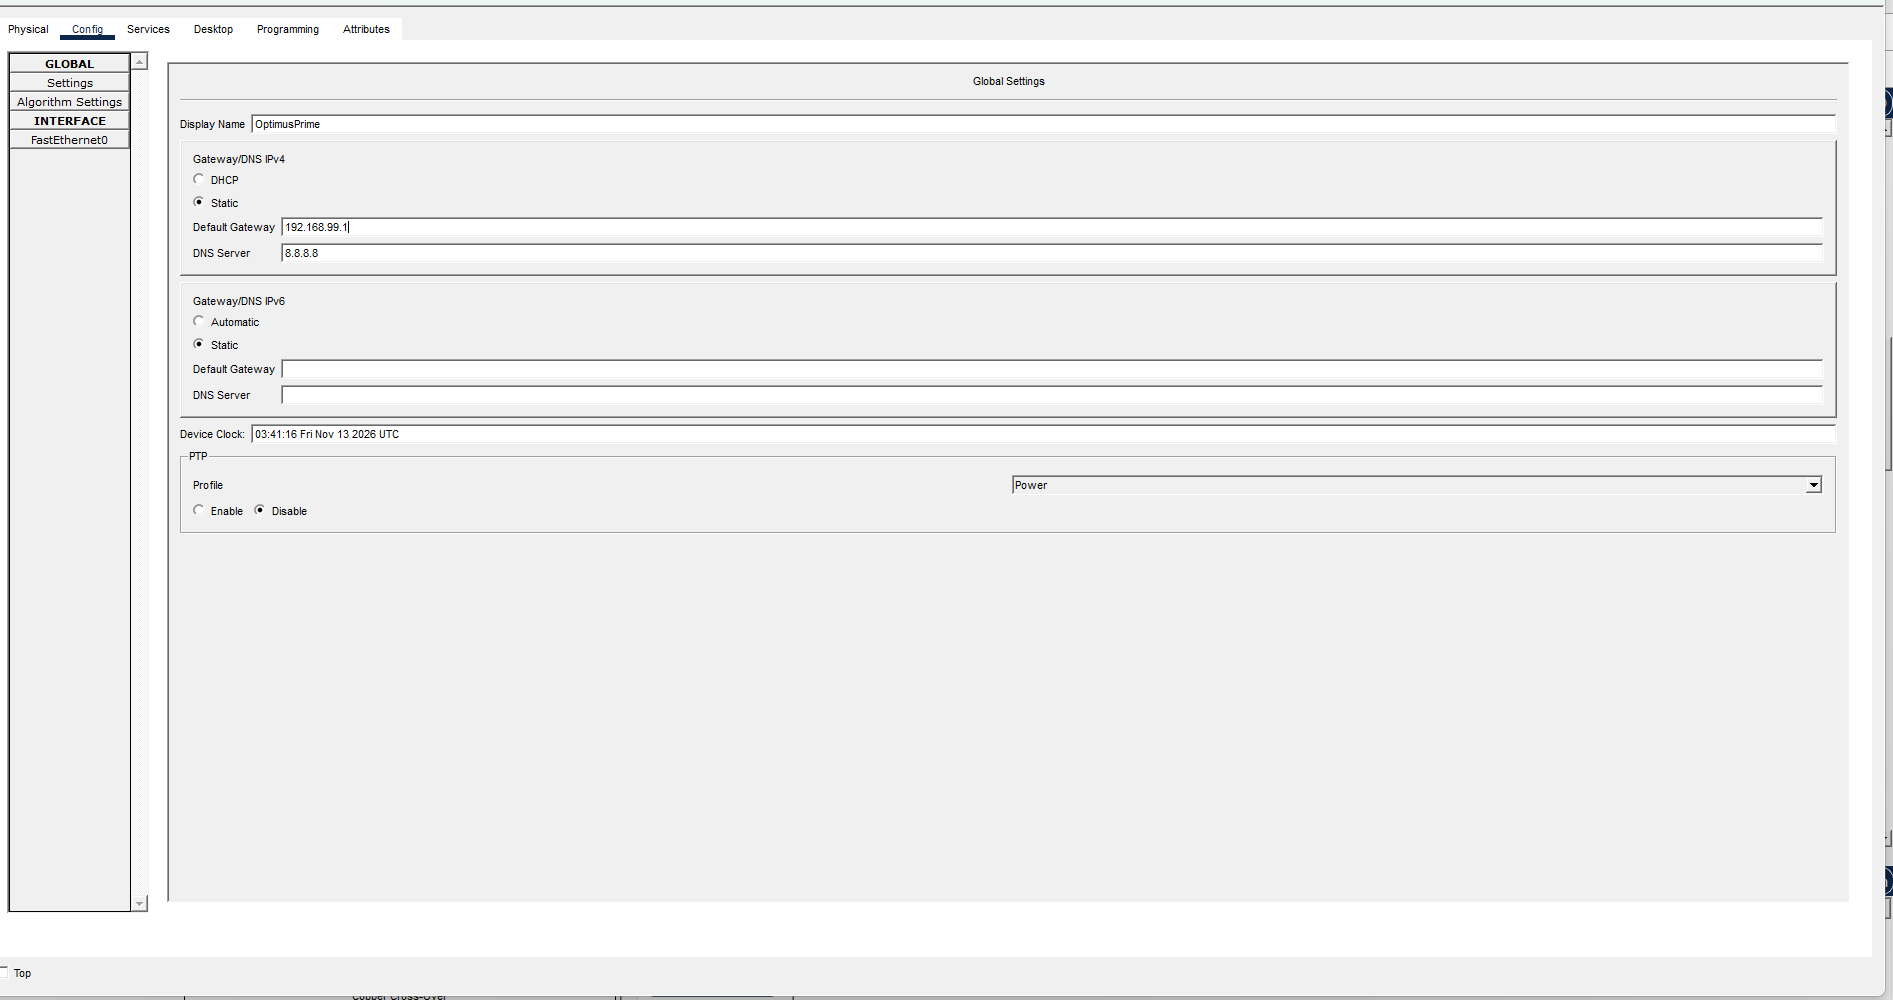 Physical Config Services Desktop Programming Attributes
GLOBAL
Settings
Algorithm Settings
INTERFACE
FastEthernet0
Global Settings
Display Name OptimusPrime
Gateway/DNS IPv4
DHCP
Static
Default Gateway 192.168.99.1
DNS Server 8.8.8.8
Gateway/DNS IPv6
Automatic
Static
Default Gateway
DNS Server
Device Clock: 03:41:16 Fri Nov 13 2026 UTC
PTP
Profile Power
Enable Disable
Top
Copper Cross-Over